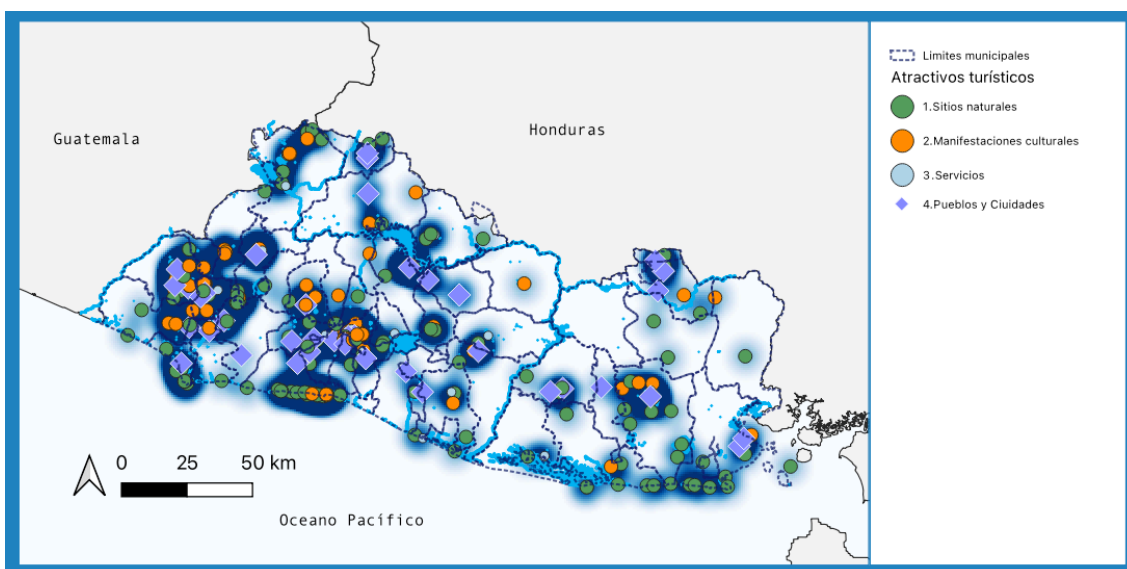 Guatemala
Honduras
0 25 50 km
Oceano Pacífico
Limites municipales
Atractivos turísticos
1.Sitios naturales
2.Manifestaciones culturales
3.Servicios
4.Pueblos y Ciuidades